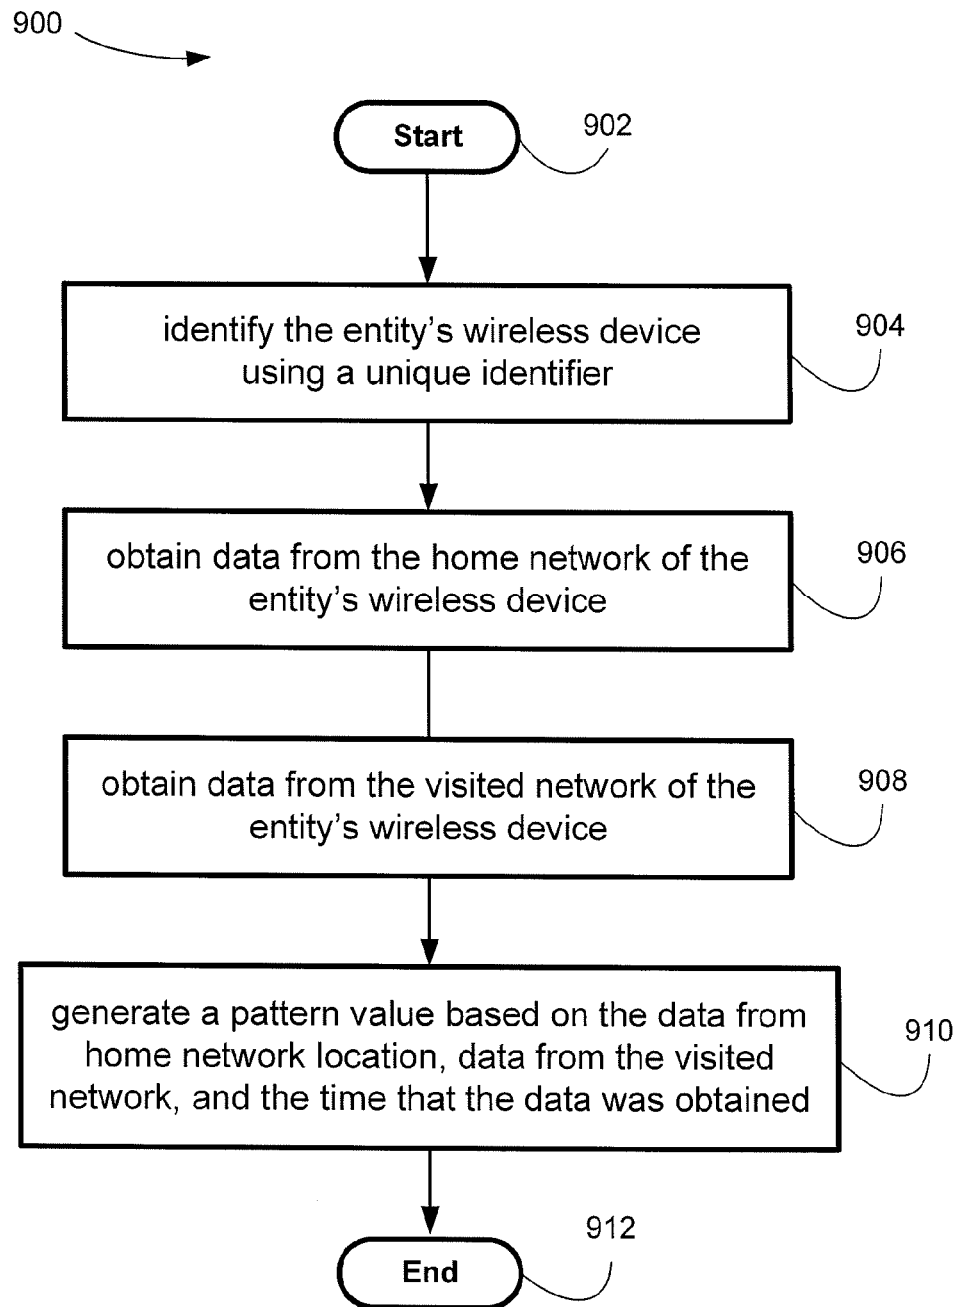 900
Start
902
identify the entity's wireless device
using a unique identifier
904
obtain data from the home network of the
entity's wireless device
906
obtain data from the visited network of the
entity's wireless device
908
generate a pattern value based on the data from
home network location, data from the visited
network, and the time that the data was obtained
910
End
912